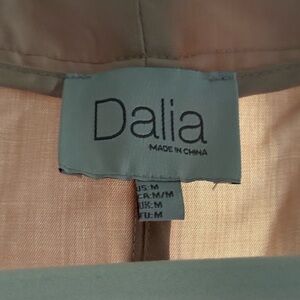 Dalia
MADE IN CHINA
US: M
CA: M/M
UK: M
EU: M